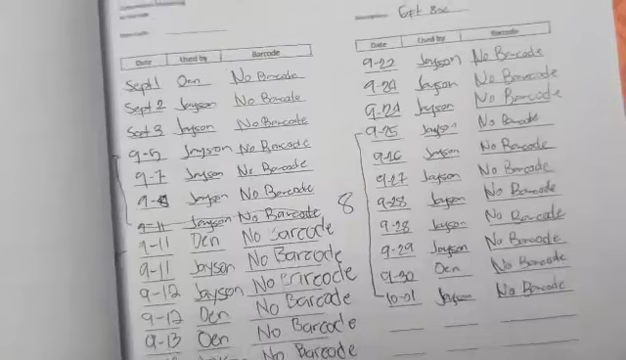 Date Used by Barcode
Sept 1 Den No Barcode
Sept 2 Jayson No Barcode
Sept 3 Jayson No Barcode
9-5 Jayson No Barcode
9-7 Jayson No Barcode
Jayson No Barcode
9-11 Jayson No Barcode
9-11 Den No Barcode
9-11 Jayson No Barcode
9-12 Jayson No Barcode
9-12 Den No Barcode
9-13 Den No Barcode
No Barcode
8
Date Used by Barcode
9-22 Jayson No Barcode
9-24 Jayson No Barcode
9-24 Jayson No Barcode
9-25 Jayson No Barcode
9-26 Jayson No Barcode
9-27 Jayson No Barcode
9-28 Jayson No Barcode
9-28 Jayson No Barcode
9-29 Jayson No Barcode
9-30 Den No Barcode
10-01 Jayson No Barcode